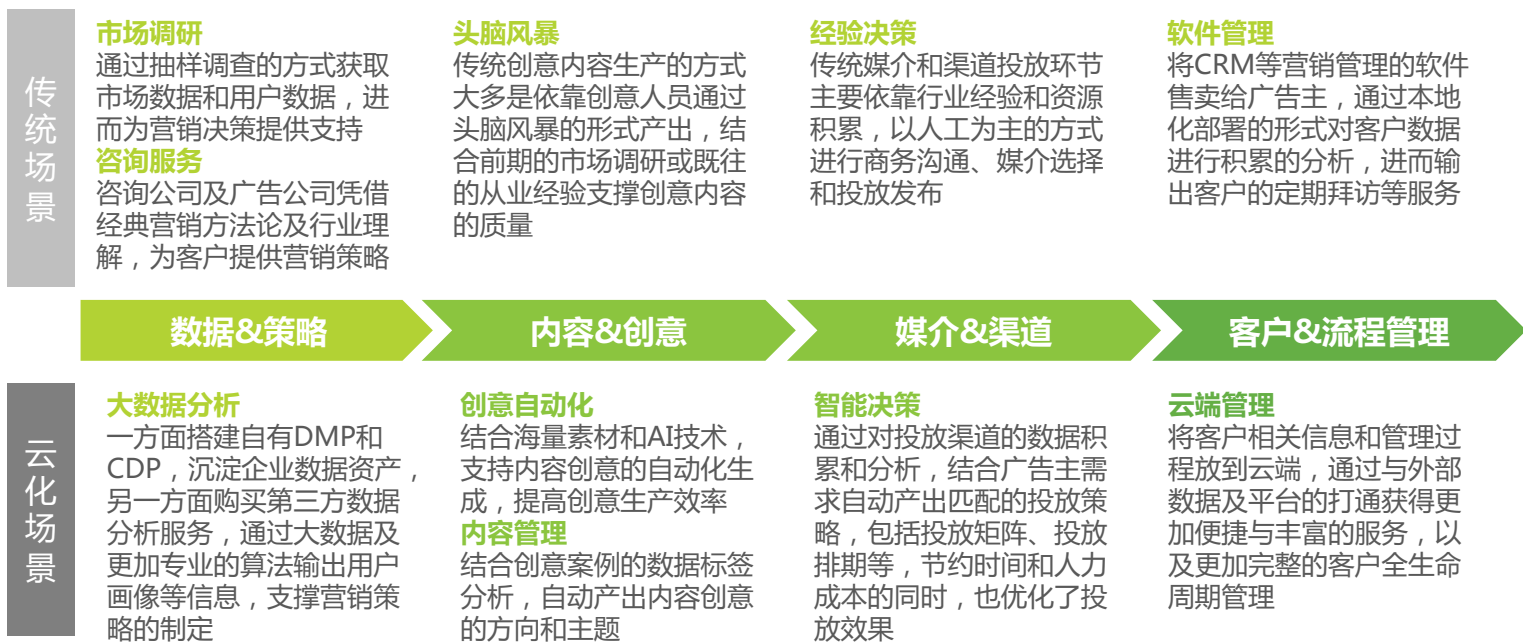 传统场景
市场调研
通过抽样调查的方式获取
市场数据和用户数据，进
而为营销决策提供支持
咨询服务
咨询公司及广告公司凭借
经典营销方法论及行业理
解，为客户提供营销策略
头脑风暴
传统创意内容生产的方式
大多是依靠创意人员通过
头脑风暴的形式产出，结
合前期的市场调研或既往
的从业经验支撑创意内容
的质量
经验决策
传统媒介和渠道投放环节
主要依靠行业经验和资源
积累，以人工为主的方式
进行商务沟通、媒介选择
和投放发布
软件管理
将CRM等营销管理的软件
售卖给广告主，通过本地
化部署的形式对客户数据
进行积累的分析，进而输
出客户的定期拜访等服务
数据&策略
内容&创意
媒介&渠道
客户&流程管理
云化场景
大数据分析
一方面搭建自有DMP和
CDP，沉淀企业数据资产，
另一方面购买第三方数据
分析服务，通过大数据及
更加专业的算法输出用户
画像等信息，支撑营销策
略的制定
创意自动化
结合海量素材和AI技术，
支持内容创意的自动化生
成，提高创意生产效率
内容管理
结合创意案例的数据标签
分析，自动产出内容创意
的方向和主题
智能决策
通过对投放渠道的数据积
累和分析，结合广告主需
求自动产出匹配的投放策
略，包括投放矩阵、投放
排期等，节约时间和人力
成本的同时，也优化了投
放效果
云端管理
将客户相关信息和管理过
程放到云端，通过与外部
数据及平台的打通获得更
加便捷与丰富的服务，以
及更加完整的客户全生命
周期管理